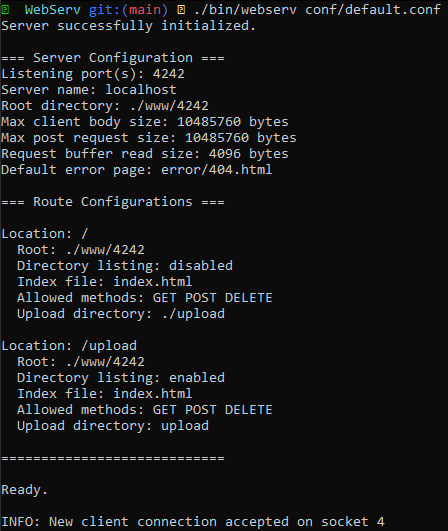 WebServ git:(main) ./bin/webserv conf/default.conf
Server successfully initialized.
=== Server Configuration ===
Listening port(s): 4242
Server name: localhost
Root directory: ./www/4242
Max client body size: 10485760 bytes
Max post request size: 10485760 bytes
Request buffer read size: 4096 bytes
Default error page: error/404.html
=== Route Configurations ===
Location: /
Root: ./www/4242
Directory listing: disabled
Index file: index.html
Allowed methods: GET POST DELETE
Upload directory: ./upload
Location: /upload
Root: ./www/4242
Directory listing: enabled
Index file: index.html
Allowed methods: GET POST DELETE
Upload directory: upload
============================
Ready.
INFO: New client connection accepted on socket 4